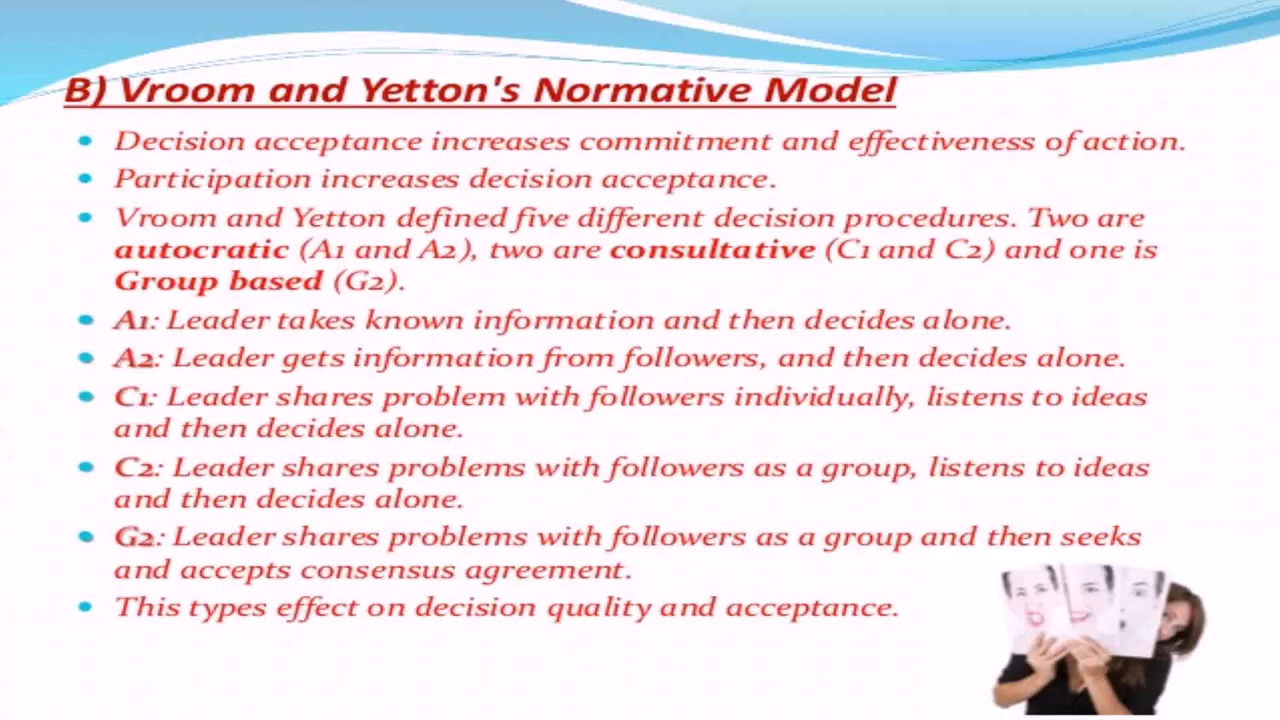 B) Vroom and Yetton's Normative Model
• Decision acceptance increases commitment and effectiveness of action.
• Participation increases decision acceptance.
• Vroom and Yetton defined five different decision procedures. Two are
autocratic (A1 and A2), two are consultative (C1 and C2) and one is
Group based (G2).
• A1: Leader takes known information and then decides alone.
• A2: Leader gets information from followers, and then decides alone.
• C1: Leader shares problem with followers individually, listens to ideas
and then decides alone.
• C2: Leader shares problems with followers as a group, listens to ideas
and then decides alone.
• G2: Leader shares problems with followers as a group and then seeks
and accepts consensus agreement.
• This types effect on decision quality and acceptance.